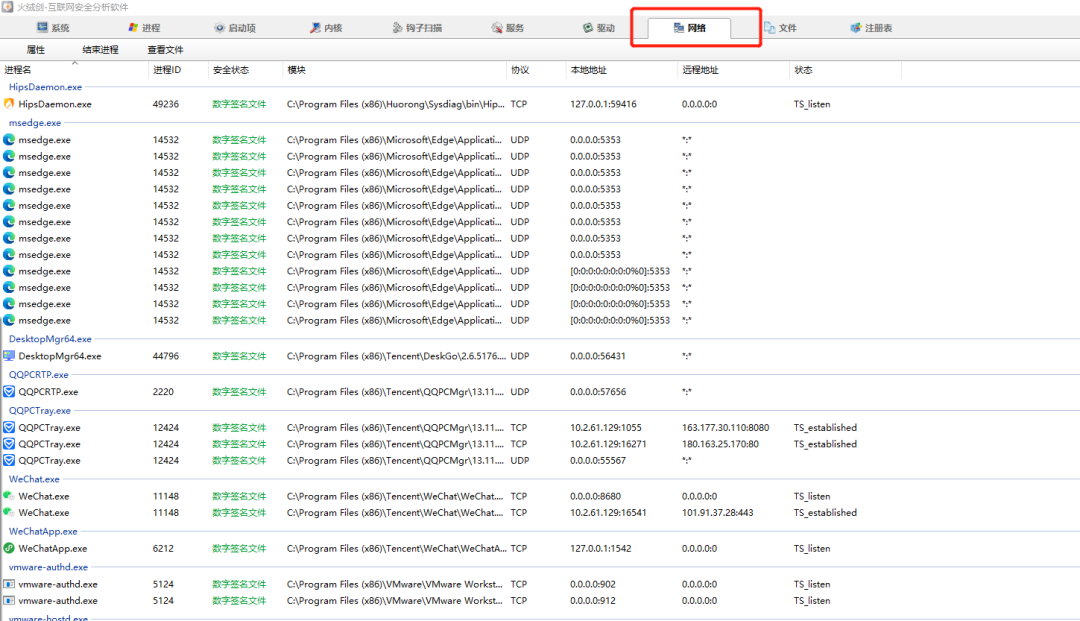 火绒剑-互联网安全分析软件
系统 进程 启动项 内核 钩子扫描 服务 驱动 网络 文件 注册表
属性 结束进程 查看文件
进程名 进程ID 安全状态 模块 协议 本地地址 远程地址 状态
HipsDaemon.exe
HipsDaemon.exe 49236 数字签名文件 C:\Program Files (x86)\Huorong\Sysdiag\bin\Hip... TCP 127.0.0.1:59416 0.0.0.0:0 TS_listen
msedge.exe
msedge.exe 14532 数字签名文件 C:\Program Files (x86)\Microsoft\Edge\Applicati... UDP 0.0.0.0:5353 *:*
msedge.exe 14532 数字签名文件 C:\Program Files (x86)\Microsoft\Edge\Applicati... UDP 0.0.0.0:5353 *:*
msedge.exe 14532 数字签名文件 C:\Program Files (x86)\Microsoft\Edge\Applicati... UDP 0.0.0.0:5353 *:*
msedge.exe 14532 数字签名文件 C:\Program Files (x86)\Microsoft\Edge\Applicati... UDP 0.0.0.0:5353 *:*
msedge.exe 14532 数字签名文件 C:\Program Files (x86)\Microsoft\Edge\Applicati... UDP 0.0.0.0:5353 *:*
msedge.exe 14532 数字签名文件 C:\Program Files (x86)\Microsoft\Edge\Applicati... UDP 0.0.0.0:5353 *:*
msedge.exe 14532 数字签名文件 C:\Program Files (x86)\Microsoft\Edge\Applicati... UDP 0.0.0.0:5353 *:*
msedge.exe 14532 数字签名文件 C:\Program Files (x86)\Microsoft\Edge\Applicati... UDP 0.0.0.0:5353 *:*
msedge.exe 14532 数字签名文件 C:\Program Files (x86)\Microsoft\Edge\Applicati... UDP [0:0:0:0:0:0:0:0%0]:5353 *:*
msedge.exe 14532 数字签名文件 C:\Program Files (x86)\Microsoft\Edge\Applicati... UDP [0:0:0:0:0:0:0:0%0]:5353 *:*
msedge.exe 14532 数字签名文件 C:\Program Files (x86)\Microsoft\Edge\Applicati... UDP [0:0:0:0:0:0:0:0%0]:5353 *:*
msedge.exe 14532 数字签名文件 C:\Program Files (x86)\Microsoft\Edge\Applicati... UDP [0:0:0:0:0:0:0:0%0]:5353 *:*
DesktopMgr64.exe
DesktopMgr64.exe 44796 数字签名文件 C:\Program Files (x86)\Tencent\DeskGo\2.6.5176.... UDP 0.0.0.0:56431 *:*
QQPCRTP.exe
QQPCRTP.exe 2220 数字签名文件 C:\Program Files (x86)\Tencent\QQPCMgr\13.11.... UDP 0.0.0.0:57656 *:*
QQPCTray.exe
QQPCTray.exe 12424 数字签名文件 C:\Program Files (x86)\Tencent\QQPCMgr\13.11.... TCP 10.2.61.129:1055 163.177.30.110:8080 TS_established
QQPCTray.exe 12424 数字签名文件 C:\Program Files (x86)\Tencent\QQPCMgr\13.11.... TCP 10.2.61.129:16271 180.163.25.170:80 TS_established
QQPCTray.exe 12424 数字签名文件 C:\Program Files (x86)\Tencent\QQPCMgr\13.11.... UDP 0.0.0.0:55567 *:*
WeChat.exe
WeChat.exe 11148 数字签名文件 C:\Program Files (x86)\Tencent\WeChat\WeChat.... TCP 0.0.0.0:8680 0.0.0.0:0 TS_listen
WeChat.exe 11148 数字签名文件 C:\Program Files (x86)\Tencent\WeChat\WeChat.... TCP 10.2.61.129:16541 101.91.37.28:443 TS_established
WeChatApp.exe
WeChatApp.exe 6212 数字签名文件 C:\Program Files (x86)\Tencent\WeChat\WeChatA... TCP 127.0.0.1:1542 0.0.0.0:0 TS_listen
vmware-authd.exe
vmware-authd.exe 5124 数字签名文件 C:\Program Files (x86)\VMware\VMware Workst... TCP 0.0.0.0:902 0.0.0.0:0 TS_listen
vmware-authd.exe 5124 数字签名文件 C:\Program Files (x86)\VMware\VMware Workst... TCP 0.0.0.0:912 0.0.0.0:0 TS_listen
vmware-hostd.exe